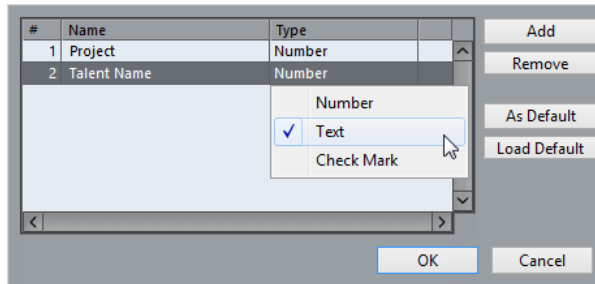 # Name Type
1 Project Number
2 Talent Name Number
Number
Text
Check Mark
Add
Remove
As Default
Load Default
OK Cancel